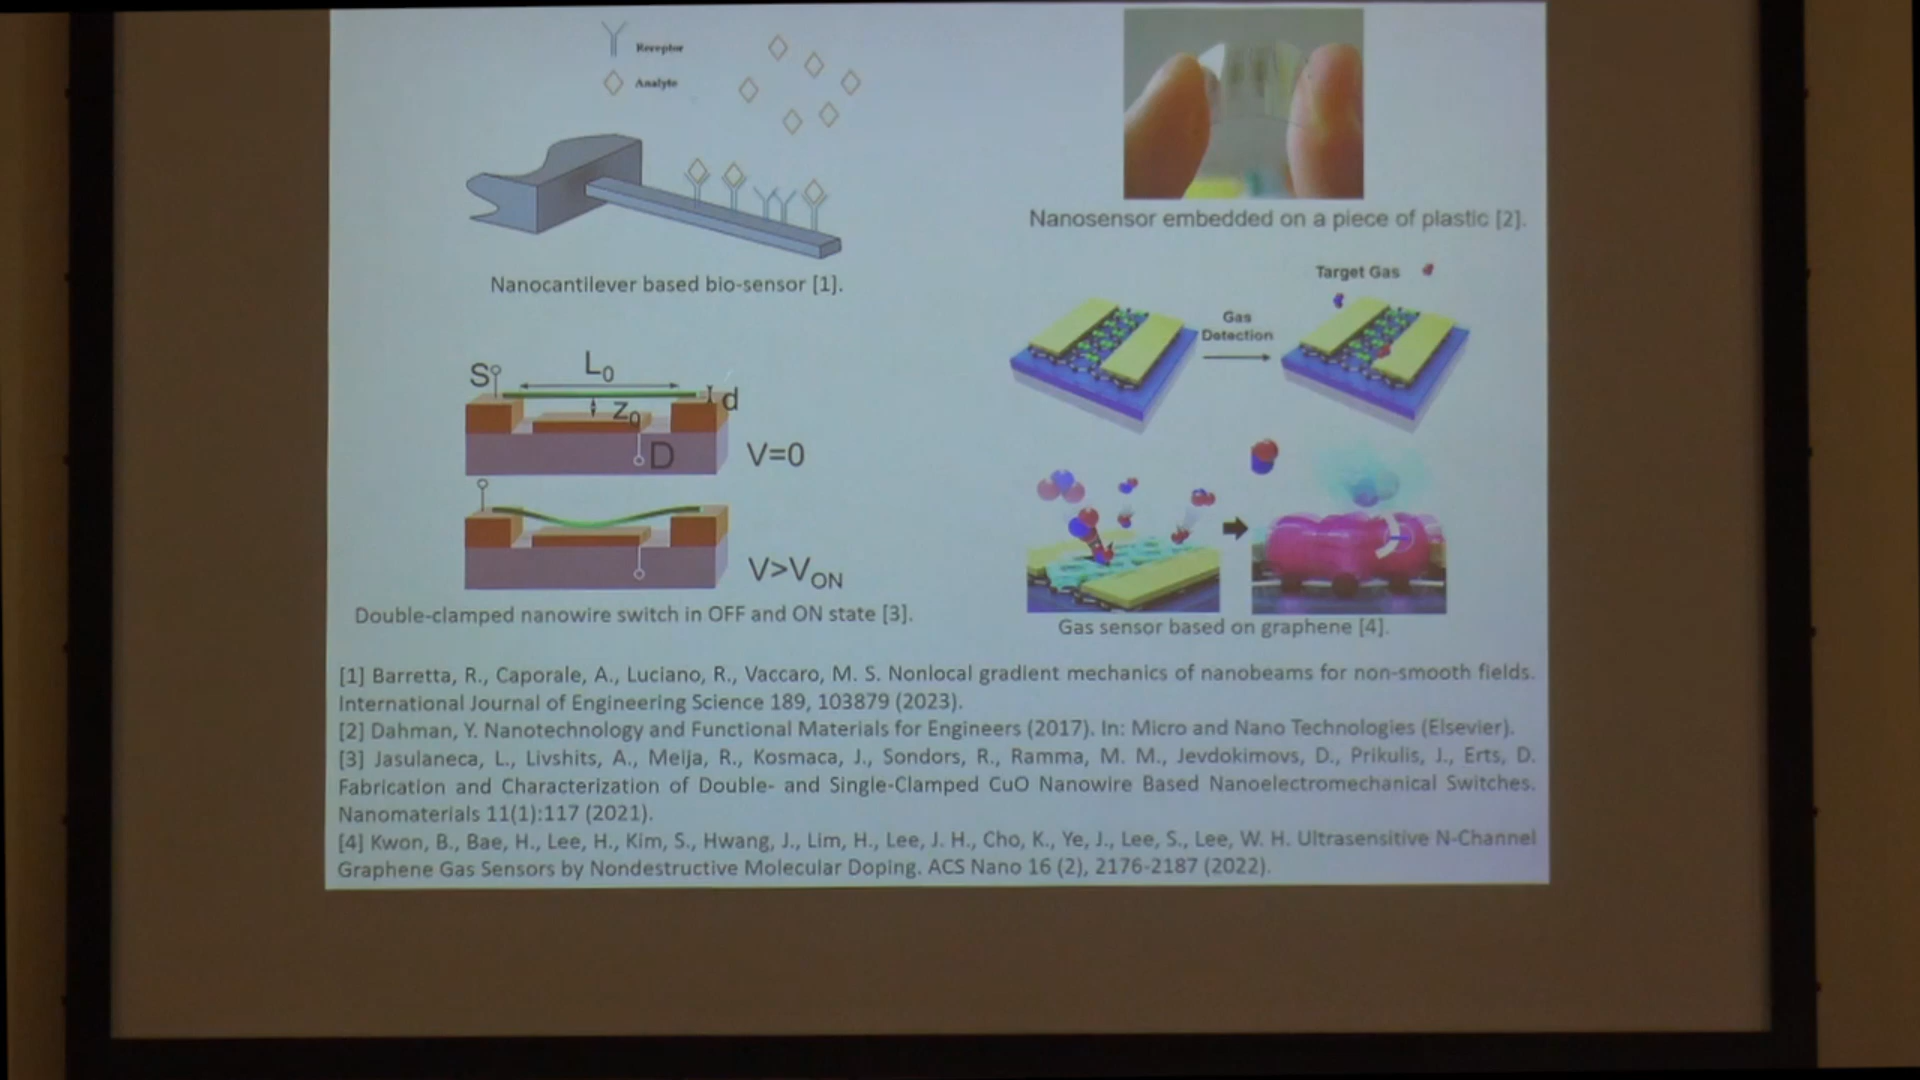 Receptor
Analyte
Nanocantilever based bio-sensor [1].
Nanosensor embedded on a piece of plastic [2].
Target Gas
Gas
Detection
S
L0
d
z0
D
V=0
V>VON
Double-clamped nanowire switch in OFF and ON state [3].
Gas sensor based on graphene [4].
[1] Barretta, R., Caporale, A., Luciano, R., Vaccaro, M. S. Nonlocal gradient mechanics of nanobeams for non-smooth fields.
International Journal of Engineering Science 189, 103879 (2023).
[2] Dahman, Y. Nanotechnology and Functional Materials for Engineers (2017). In: Micro and Nano Technologies (Elsevier).
[3] Jasulaneca, L., Livshits, A., Meija, R., Kosmaca, J., Sondors, R., Ramma, M. M., Jevdokimovs, D., Prikulis, J., Erts, D.
Fabrication and Characterization of Double- and Single-Clamped CuO Nanowire Based Nanoelectromechanical Switches.
Nanomaterials 11(1):117 (2021).
[4] Kwon, B., Bae, H., Lee, H., Kim, S., Hwang, J., Lim, H., Lee, J. H., Cho, K., Ye, J., Lee, S., Lee, W. H. Ultrasensitive N-Channel
Graphene Gas Sensors by Nondestructive Molecular Doping. ACS Nano 16 (2), 2176-2187 (2022).